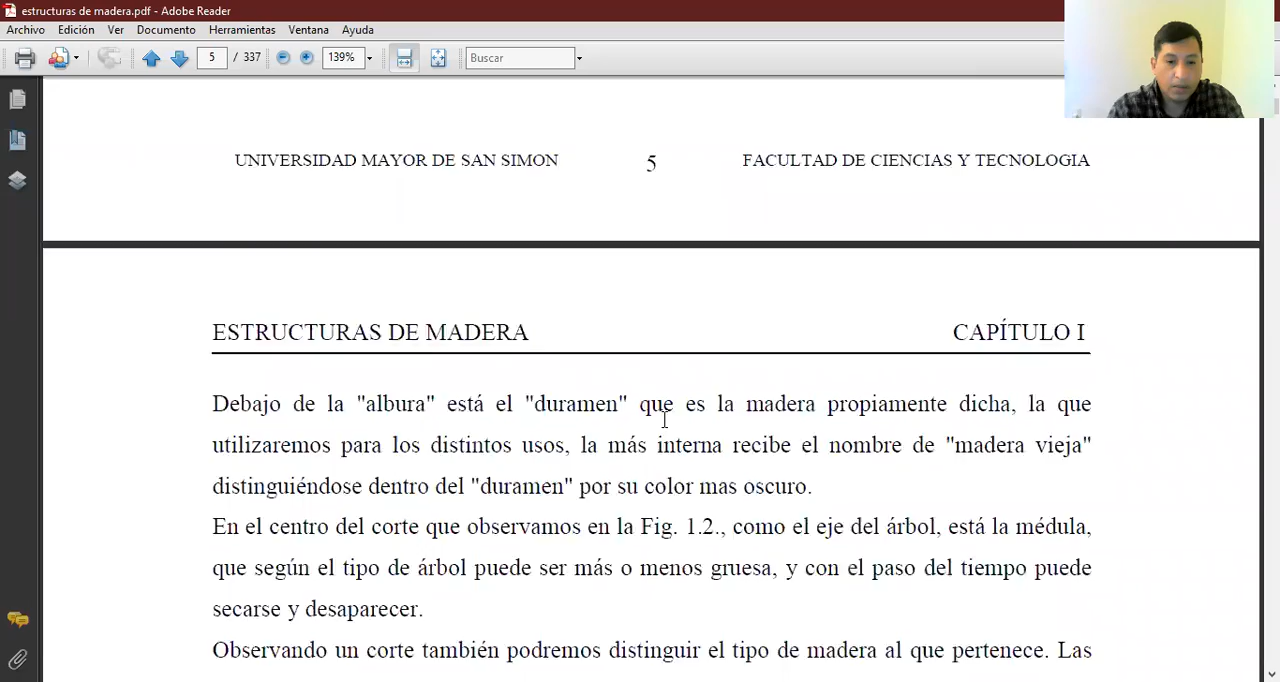 estructuras de madera.pdf - Adobe Reader
Archivo Edición Ver Documento Herramientas Ventana Ayuda
5 / 337 139% Buscar
UNIVERSIDAD MAYOR DE SAN SIMON 5 FACULTAD DE CIENCIAS Y TECNOLOGIA
ESTRUCTURAS DE MADERA CAPÍTULO I
Debajo de la "albura" está el "duramen" que es la madera propiamente dicha, la que
utilizaremos para los distintos usos, la más interna recibe el nombre de "madera vieja"
distinguiéndose dentro del "duramen" por su color mas oscuro.
En el centro del corte que observamos en la Fig. 1.2., como el eje del árbol, está la médula,
que según el tipo de árbol puede ser más o menos gruesa, y con el paso del tiempo puede
secarse y desaparecer.
Observando un corte también podremos distinguir el tipo de madera al que pertenece. Las